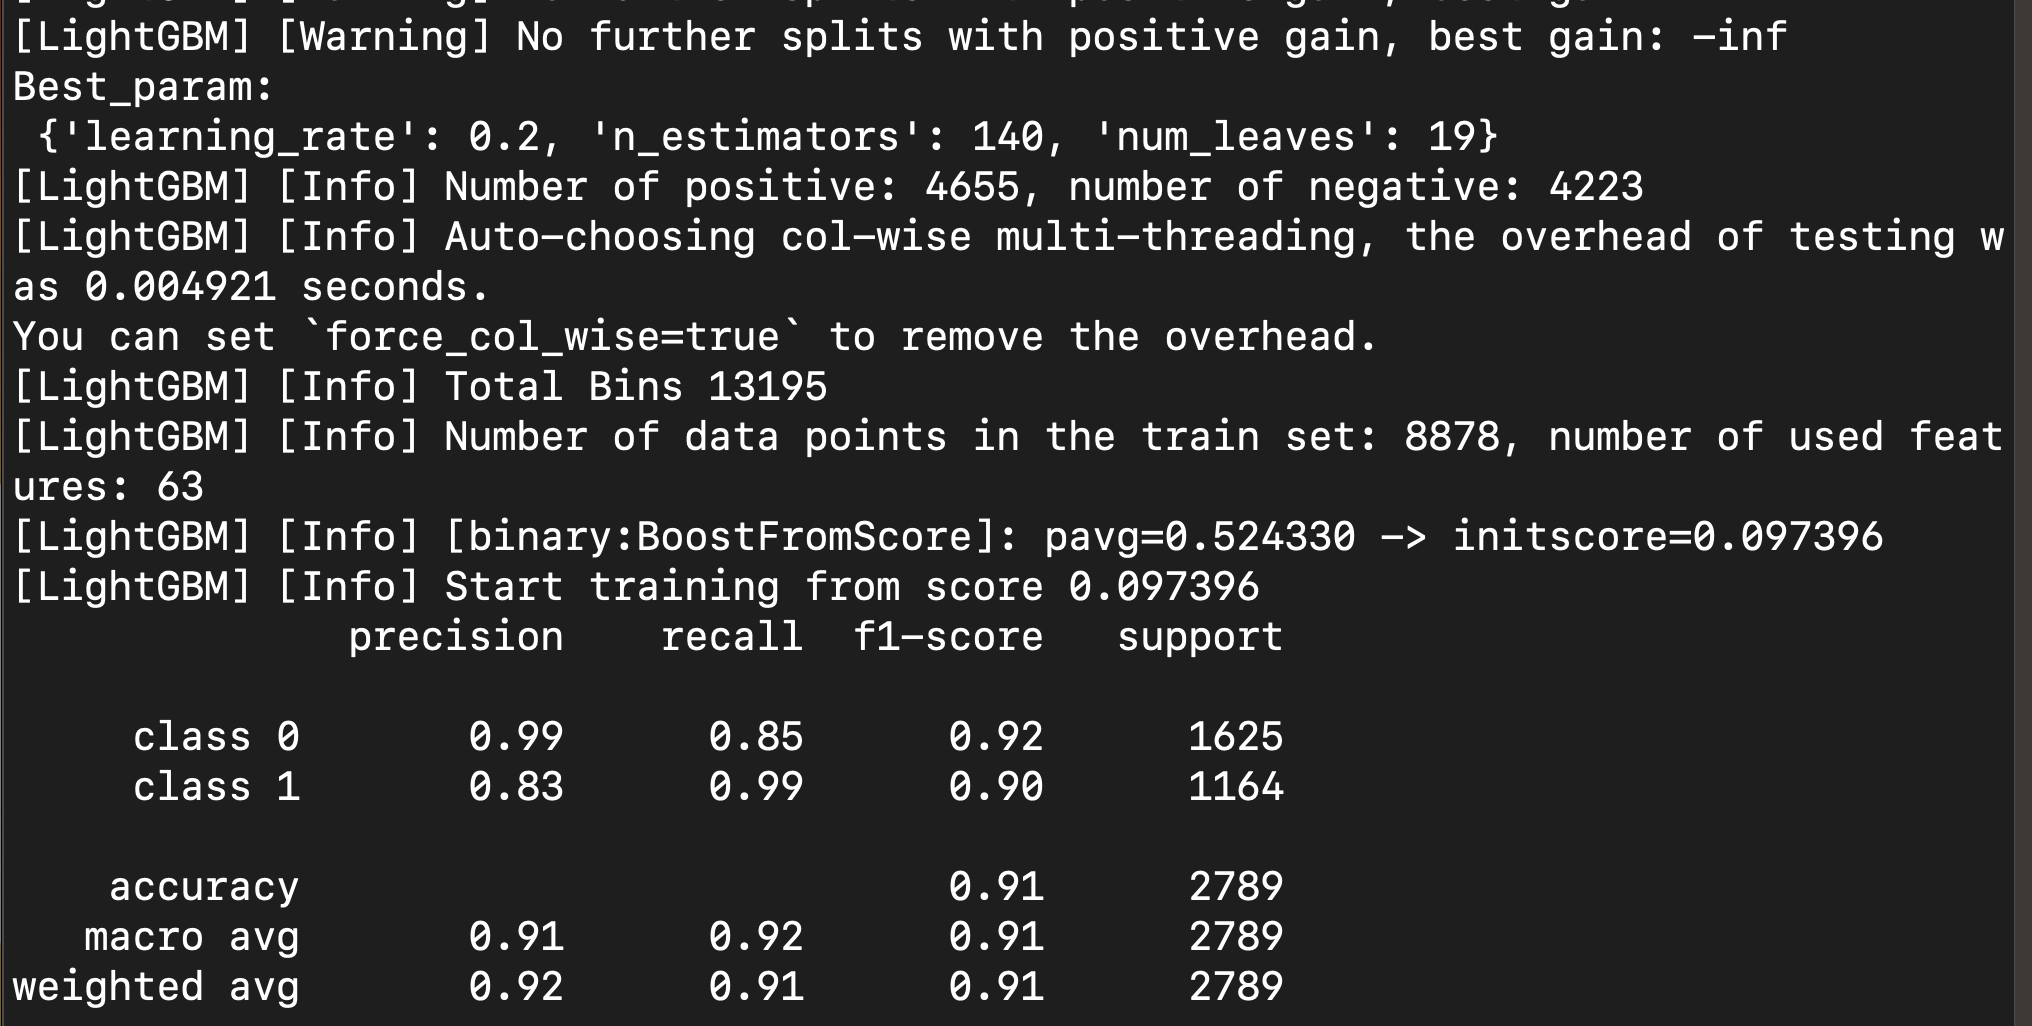 [LightGBM] [Warning] No further splits with positive gain, best gain: -inf
Best_param:
 {'learning_rate': 0.2, 'n_estimators': 140, 'num_leaves': 19}
[LightGBM] [Info] Number of positive: 4655, number of negative: 4223
[LightGBM] [Info] Auto-choosing col-wise multi-threading, the overhead of testing w
as 0.004921 seconds.
You can set `force_col_wise=true` to remove the overhead.
[LightGBM] [Info] Total Bins 13195
[LightGBM] [Info] Number of data points in the train set: 8878, number of used feat
ures: 63
[LightGBM] [Info] [binary:BoostFromScore]: pavg=0.524330 -> initscore=0.097396
[LightGBM] [Info] Start training from score 0.097396
              precision    recall  f1-score   support

     class 0       0.99      0.85      0.92      1625
     class 1       0.83      0.99      0.90      1164

    accuracy                           0.91      2789
   macro avg       0.91      0.92      0.91      2789
weighted avg       0.92      0.91      0.91      2789